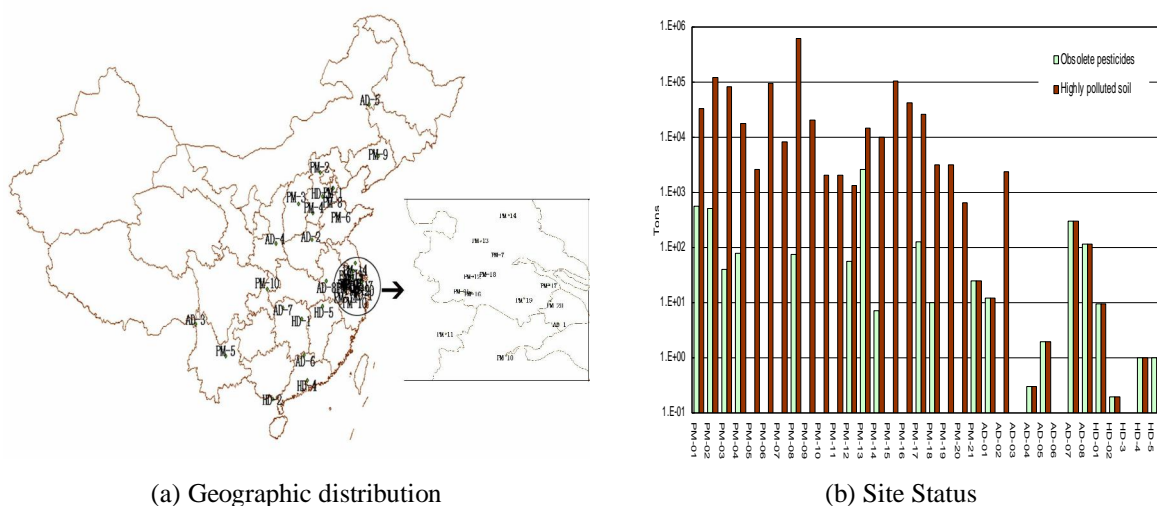 AD-5
PM-9
PM-2
PM-3
PM-1
PM-8
PM-4
PM-6
AD-4
AD-2
PM-10
AD-8
AD-7
HD-5
HD-1
AD-3
PM-5
AD-6
HD-4
HD-2
PM-14
PM-13
PM-7
PM-18
PM-17
PM-16
PM-19
AD-1
PM-11
(a) Geographic distribution
1.E+06
1.E+05
1.E+04
1.E+03
1.E+02
1.E+01
1.E+00
1.E-01
Tons
Obsolete pesticides
Highly polluted soil
PM-01
PM-02
PM-03
PM-04
PM-05
PM-06
PM-07
PM-08
PM-09
PM-10
PM-11
PM-12
PM-13
PM-14
PM-15
PM-16
PM-17
PM-18
PM-19
PM-20
PM-21
AD-01
AD-02
AD-03
AD-04
AD-05
AD-06
AD-07
AD-08
HD-01
HD-02
HD-3
HD-4
HD-5
(b) Site Status